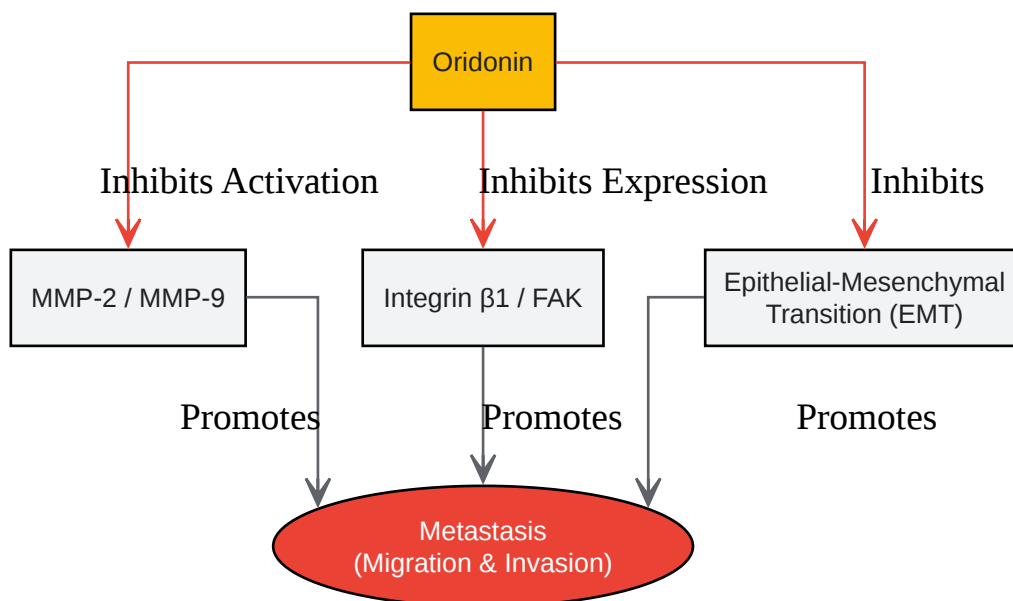 Oridonin
Inhibits Activation
Inhibits Expression
Inhibits
MMP-2 / MMP-9
Integrin β1 / FAK
Epithelial-Mesenchymal
Transition (EMT)
Promotes
Promotes
Promotes
Metastasis
(Migration & Invasion)